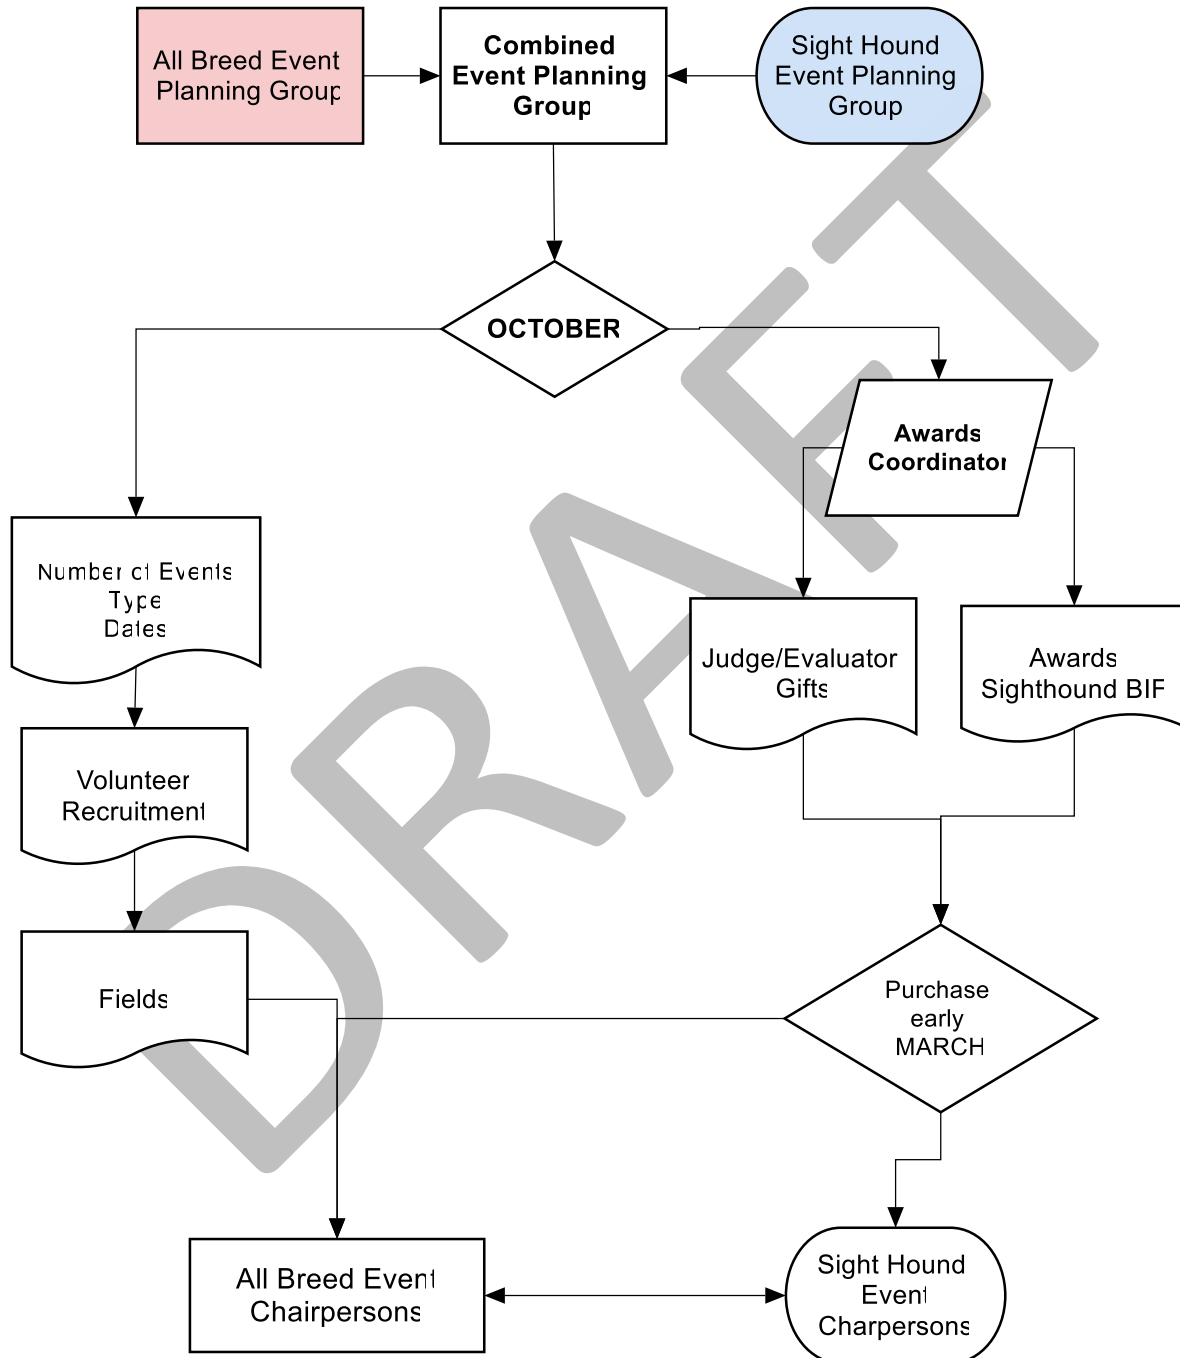 All Breed Event
Planning Group
Combined
Event Planning
Group
Sight Hound
Event Planning
Group
OCTOBER
Awards
Coordinator
Number of Events
Type
Dates
Judge/Evaluator
Gifts
Awards
Sighthound BIF
Volunteer
Recruitment
Fields
Purchase
early
MARCH
All Breed Event
Chairpersons
Sight Hound
Event
Charpersons
DRAFT